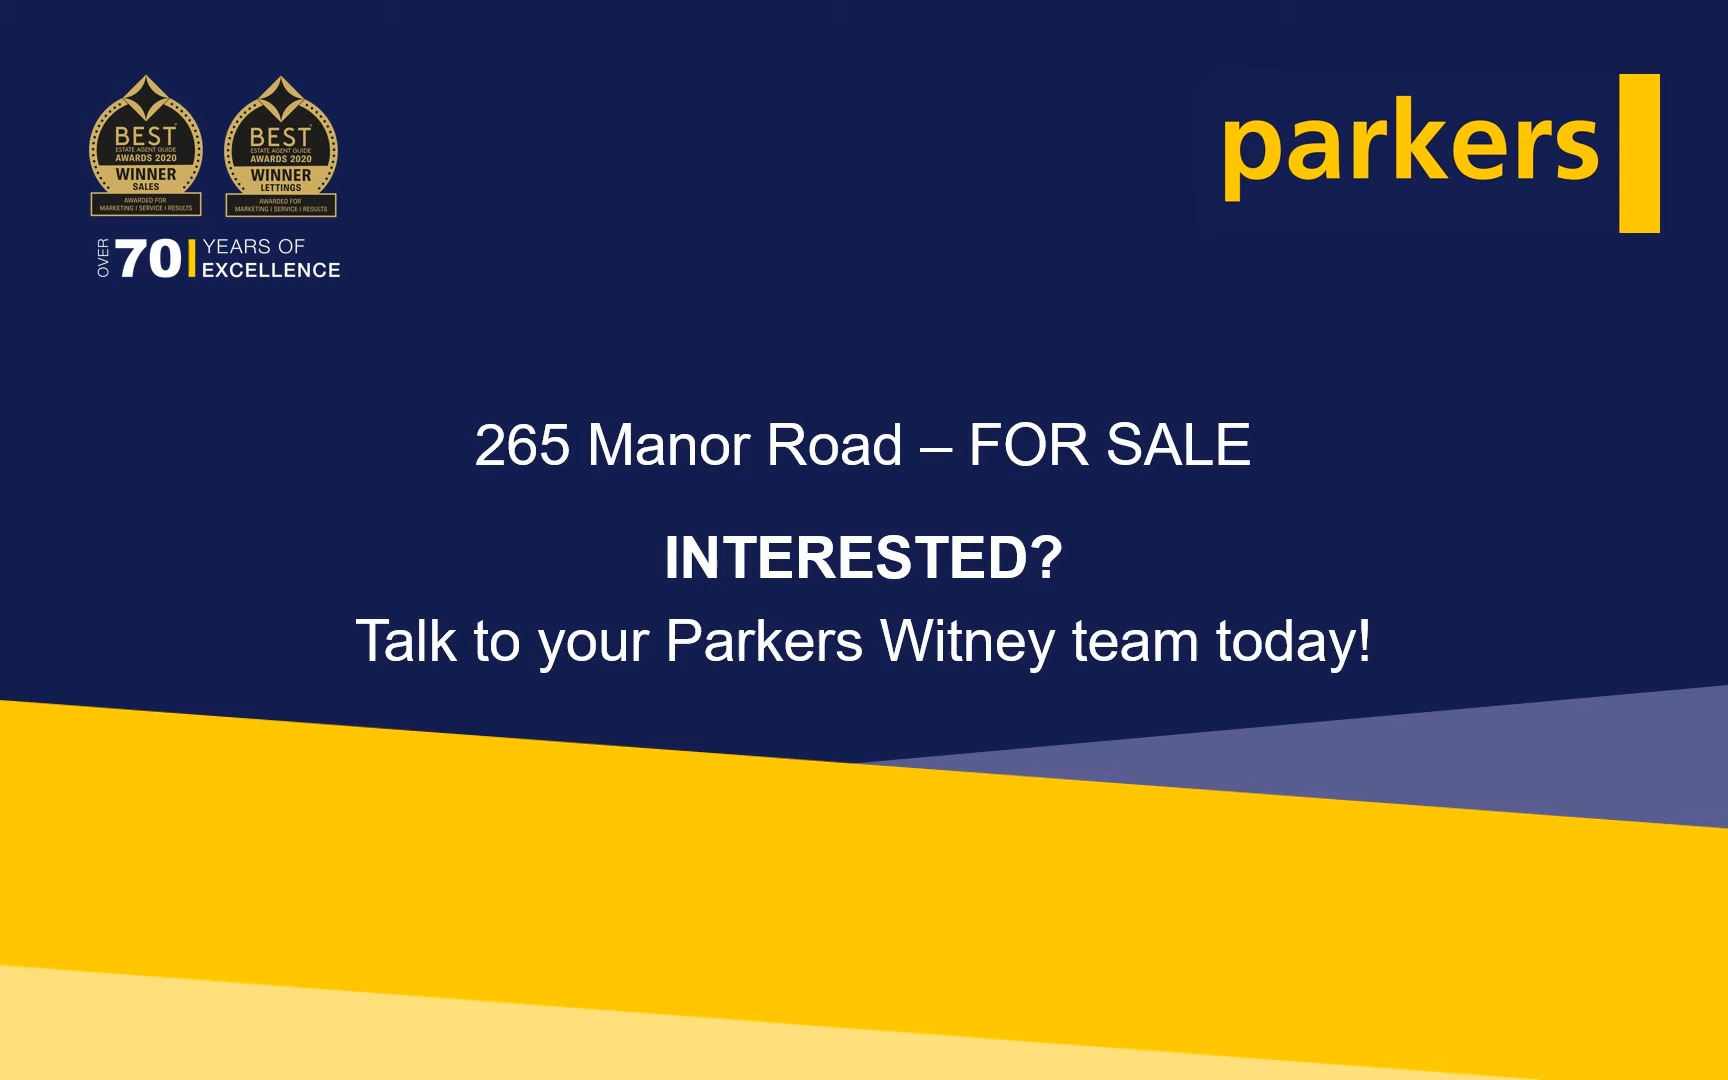 BEST
ESTATE AGENT GUIDE
AWARDS 2020
WINNER
SALES
AWARDED FOR
MARKETING | SERVICE | RESULTS
BEST
ESTATE AGENT GUIDE
AWARDS 2020
WINNER
LETTINGS
AWARDED FOR
MARKETING | SERVICE | RESULTS
OVER 70 YEARS OF
EXCELLENCE
parkers
265 Manor Road – FOR SALE
INTERESTED?
Talk to your Parkers Witney team today!